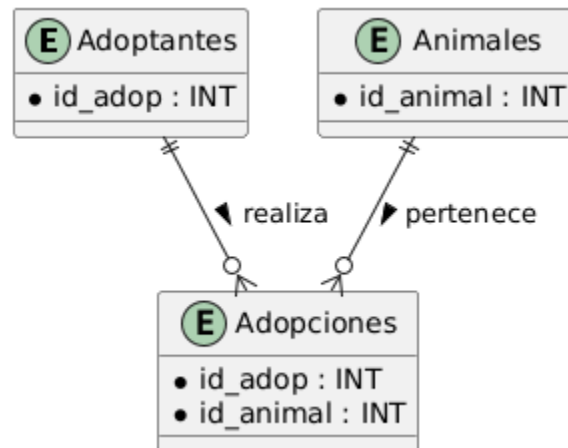 E Adoptantes
• id_adop : INT
E Animales
• id_animal : INT
realiza
pertenece
E Adopciones
• id_adop : INT
• id_animal : INT